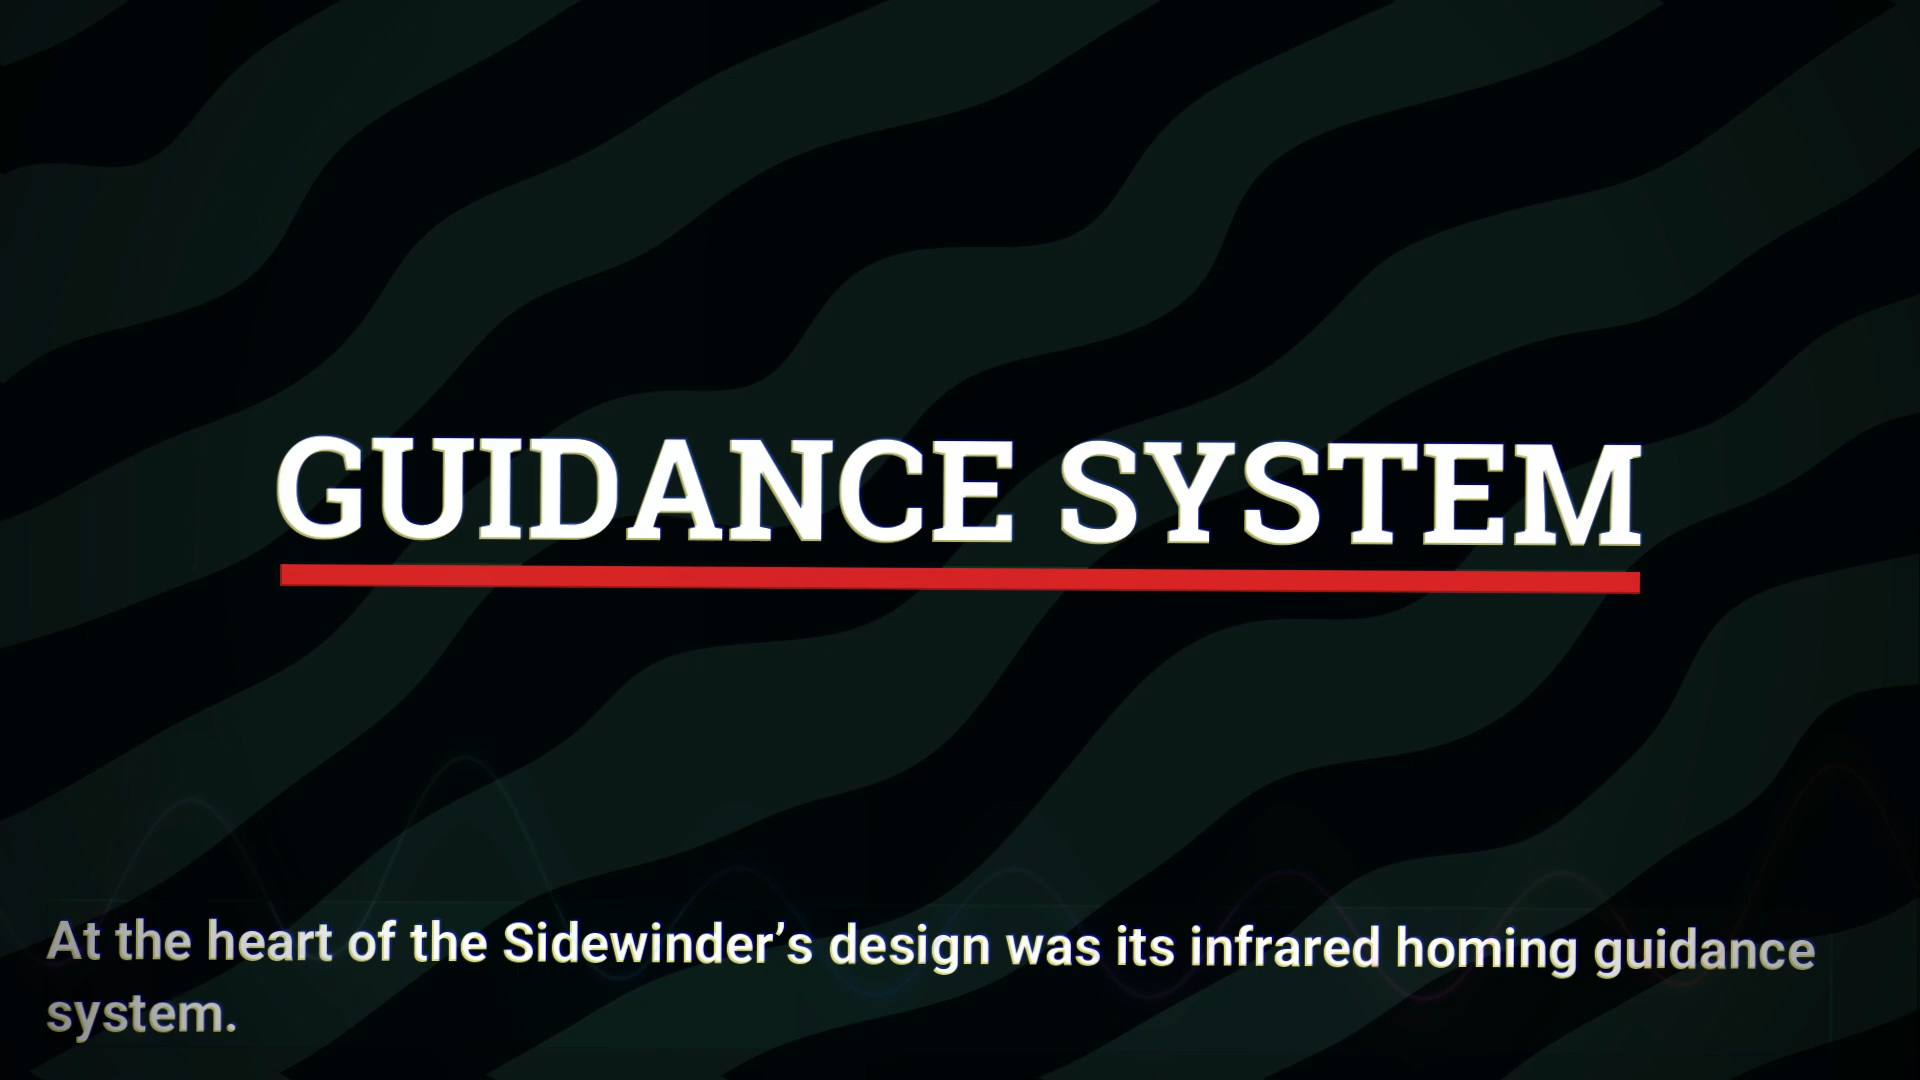 GUIDANCE SYSTEM
At the heart of the Sidewinder’s design was its infrared homing guidance
system.